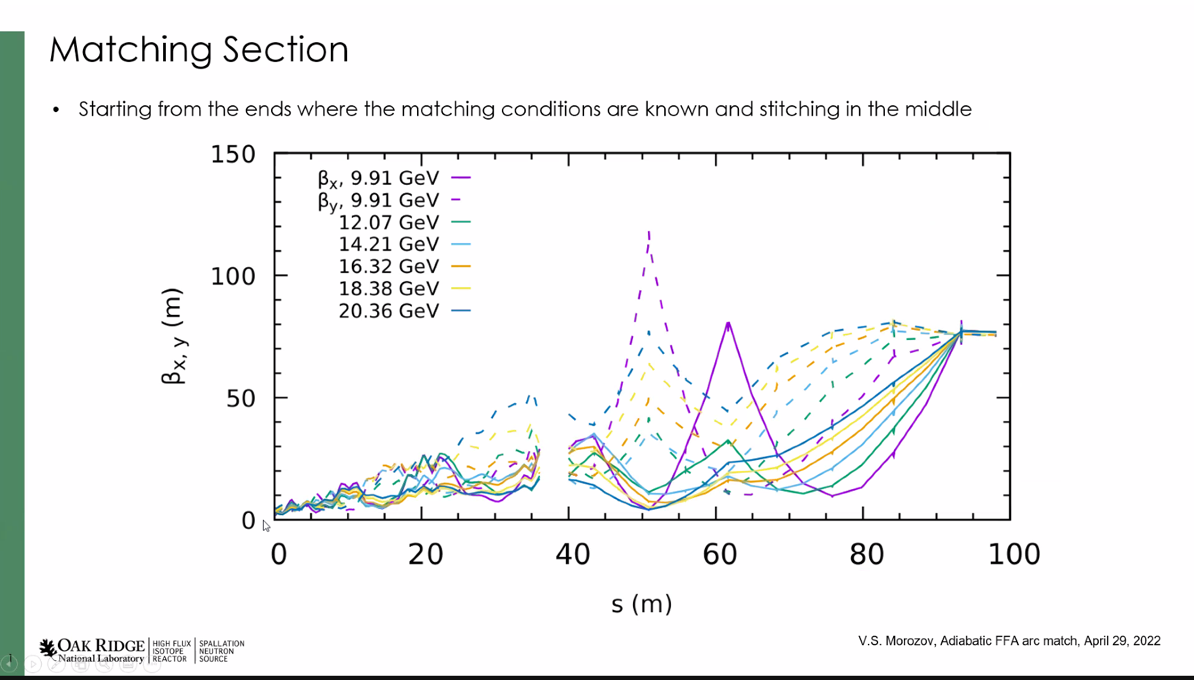 Matching Section
• Starting from the ends where the matching conditions are known and stitching in the middle
150
100
50
0
βx, y (m)
βx, 9.91 GeV
βy, 9.91 GeV
12.07 GeV
14.21 GeV
16.32 GeV
18.38 GeV
20.36 GeV
0 20 40 60 80 100
s (m)
OAK RIDGE
National Laboratory
HIGH FLUX
ISOTOPE
REACTOR
SPALLATION
NEUTRON
SOURCE
V.S. Morozov, Adiabatic FFA arc match, April 29, 2022
1